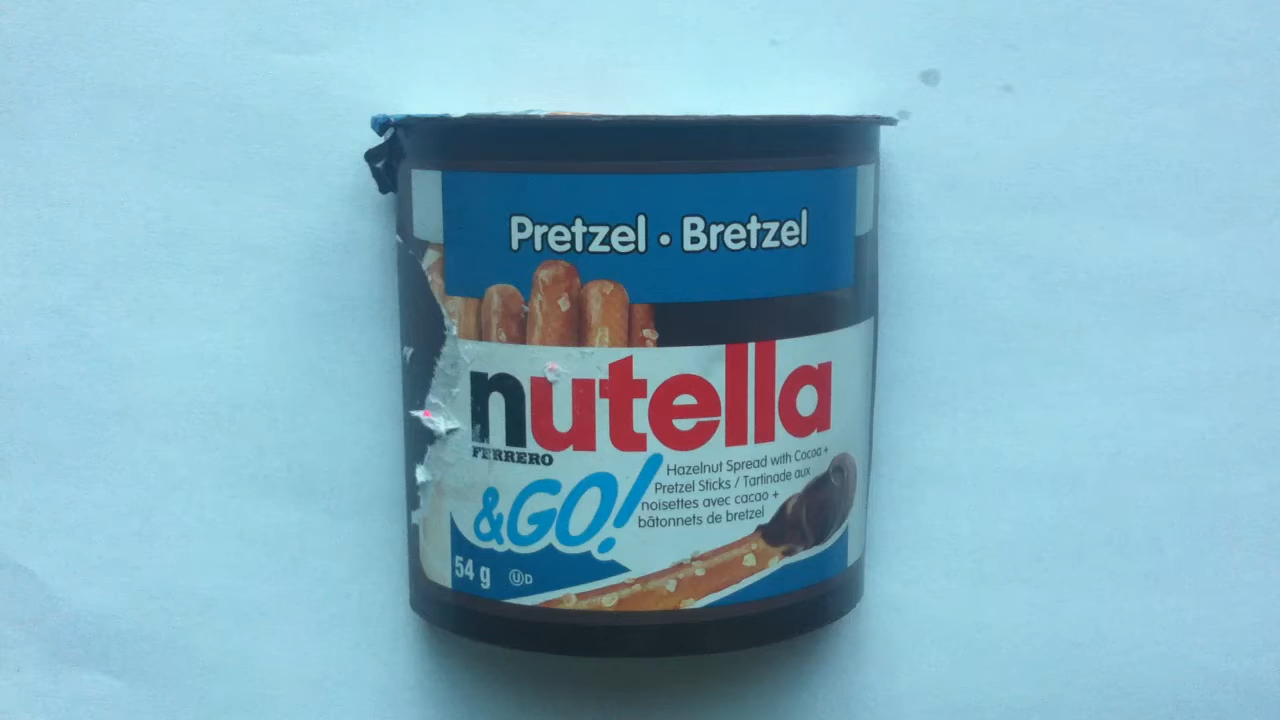 Pretzel • Bretzel
nutella
FERRERO
&GO!
Hazelnut Spread with Cocoa +
Pretzel Sticks / Tartinade aux
noisettes avec cacao +
bâtonnets de bretzel
54 g
U D